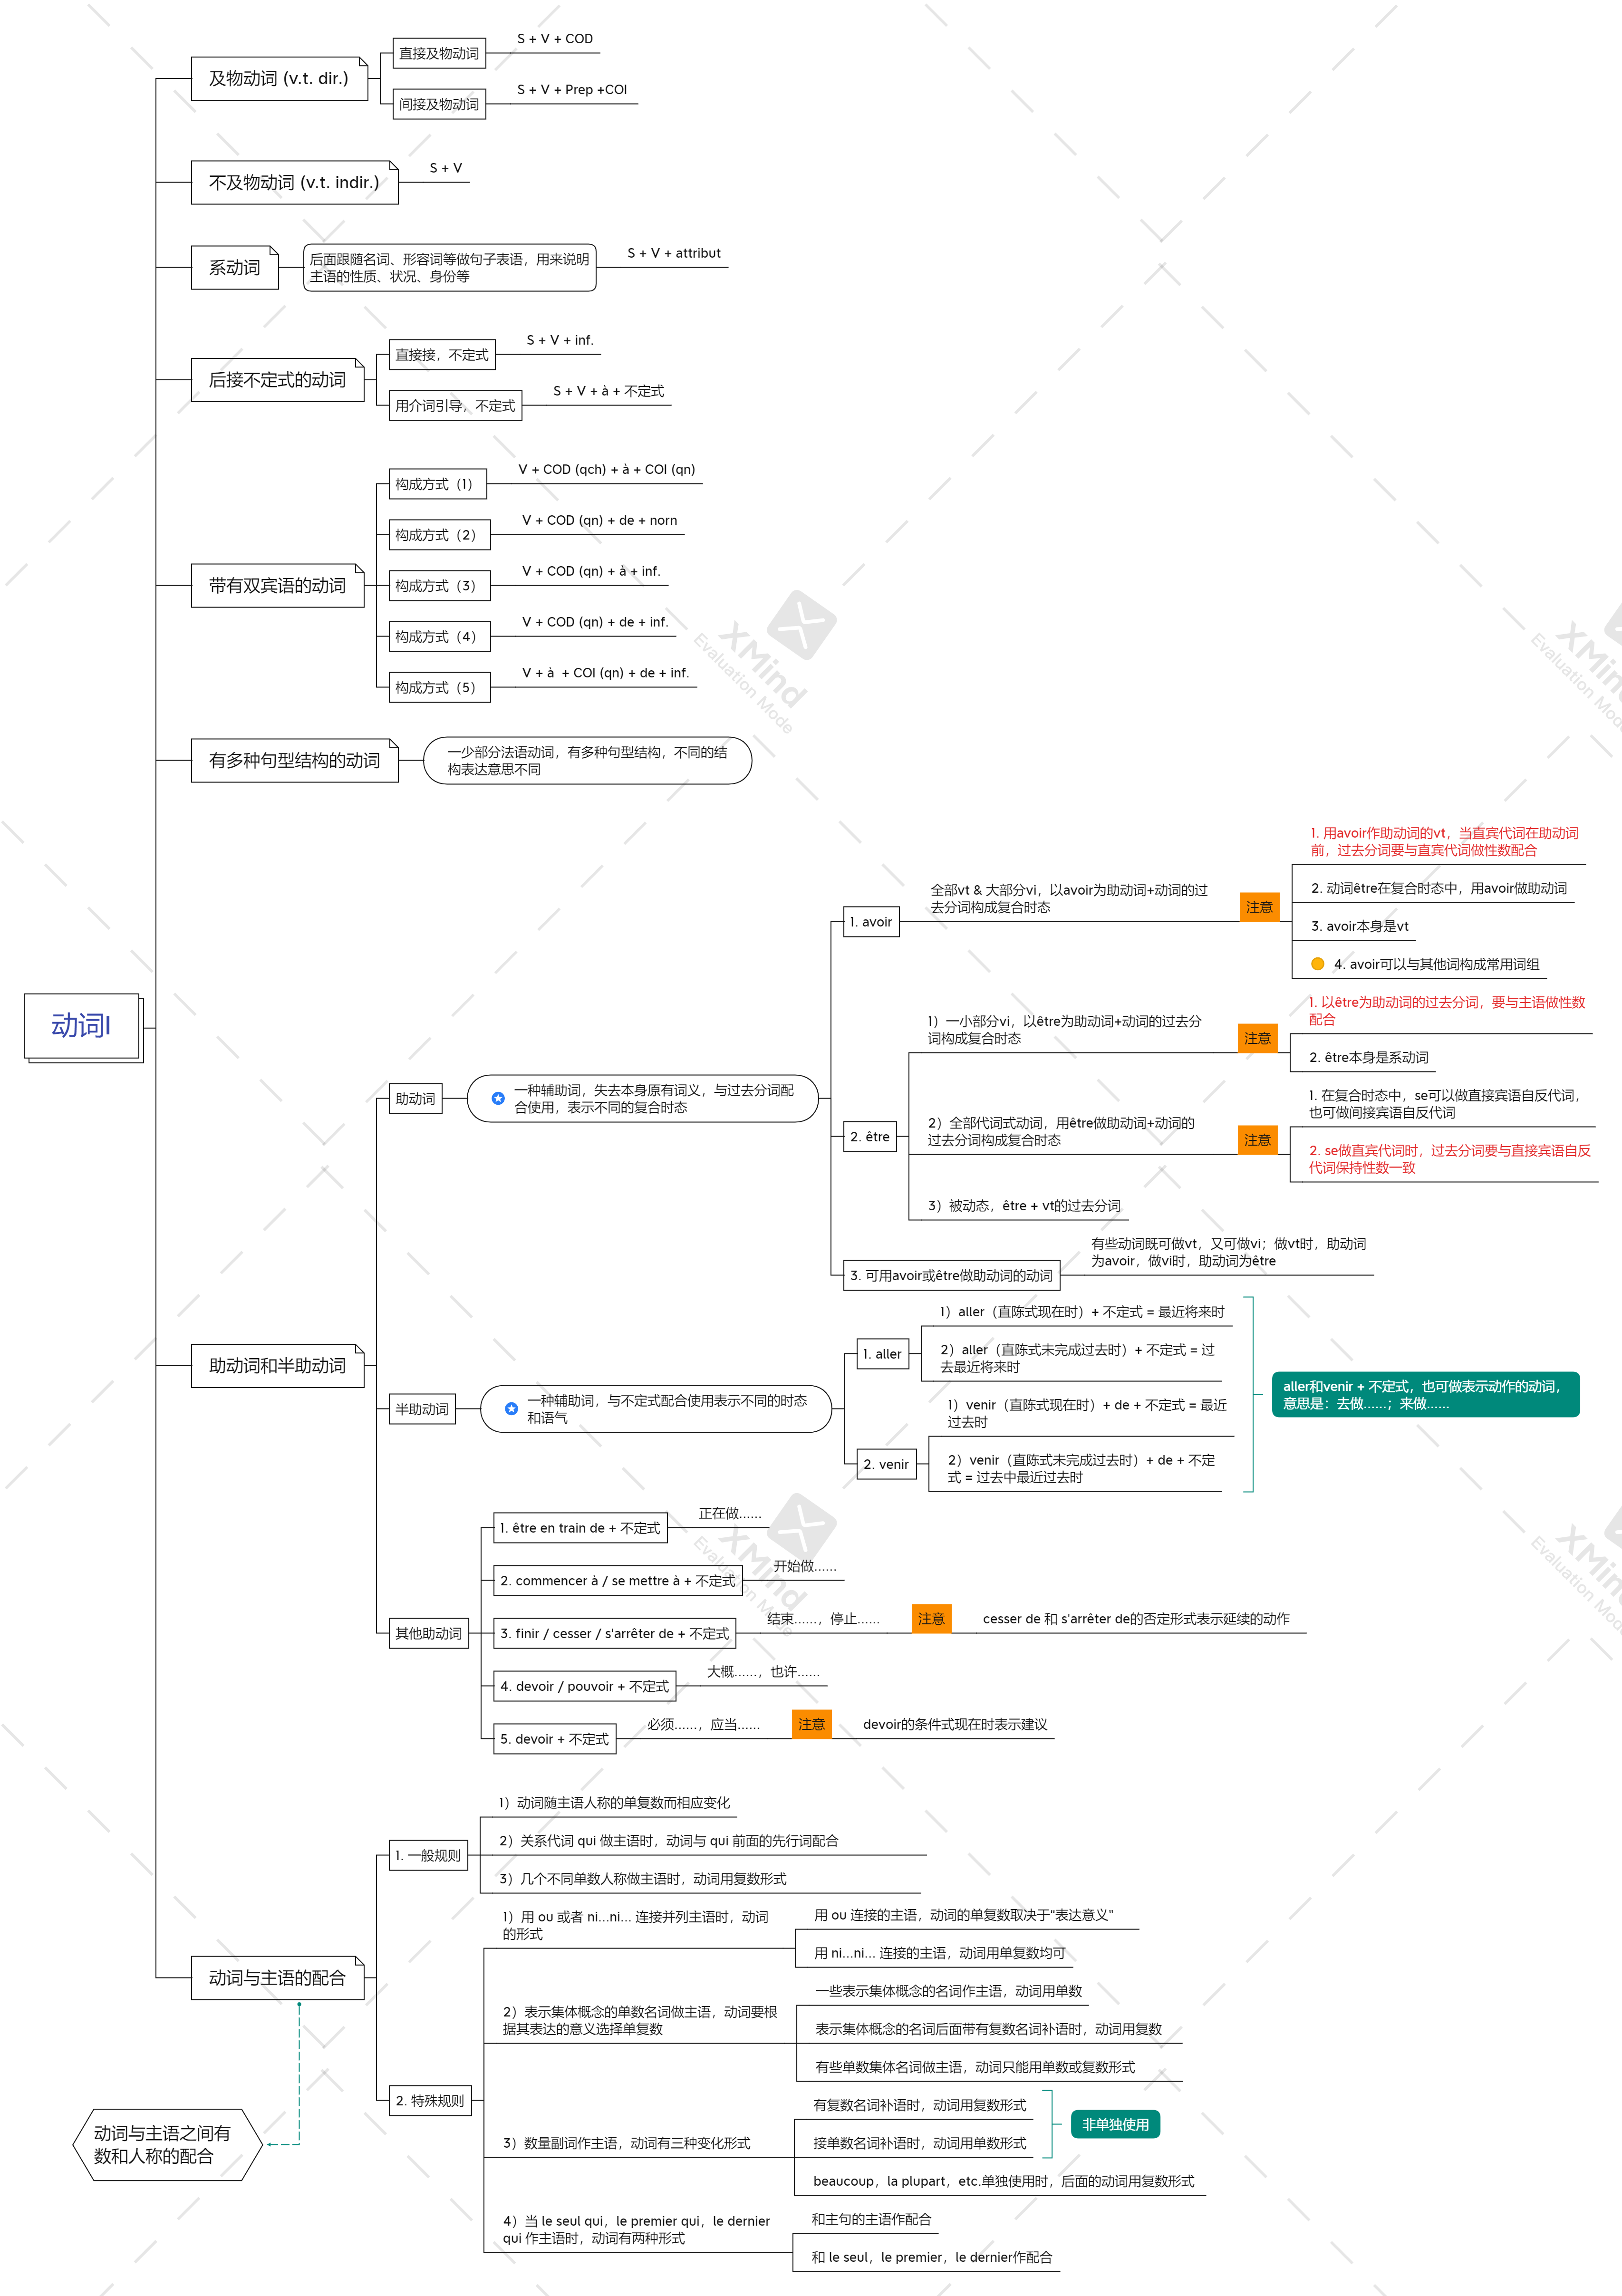 动词I
及物动词 (v.t. dir.)
直接及物动词
S + V + COD
间接及物动词
S + V + Prep +COI
不及物动词 (v.t. indir.)
S + V
系动词
后面跟随名词、形容词等做句子表语，用来说明
主语的性质、状况、身份等
S + V + attribut
后接不定式的动词
直接接，不定式
S + V + inf.
用介词引导，不定式
S + V + à + 不定式
带有双宾语的动词
构成方式（1）
V + COD (qch) + à + COI (qn)
构成方式（2）
V + COD (qn) + de + norn
构成方式（3）
V + COD (qn) + à + inf.
构成方式（4）
V + COD (qn) + de + inf.
构成方式（5）
V + à + COI (qn) + de + inf.
有多种句型结构的动词
一少部分法语动词，有多种句型结构，不同的结
构表达意思不同
助动词和半助动词
助动词
一种辅助词，失去本身原有词义，与过去分词配
合使用，表示不同的复合时态
1. avoir
全部vt & 大部分vi，以avoir为助动词+动词的过
去分词构成复合时态
注意
1. 用avoir作助动词的vt，当直宾代词在助动词
前，过去分词要与直宾代词做性数配合
2. 动词être在复合时态中，用avoir做助动词
3. avoir本身是vt
4. avoir可以与其他词构成常用词组
2. être
1）一小部分vi，以être为助动词+动词的过去分
词构成复合时态
注意
1. 以être为助动词的过去分词，要与主语做性数
配合
2. être本身是系动词
2）全部代词式动词，用être做助动词+动词的
过去分词构成复合时态
注意
1. 在复合时态中，se可以做直接宾语自反代词，
也可做间接宾语自反代词
2. se做直宾代词时，过去分词要与直接宾语自反
代词保持性数一致
3）被动态，être + vt的过去分词
3. 可用avoir或être做助动词的动词
有些动词既可做vt，又可做vi；做vt时，助动词
为avoir，做vi时，助动词为être
半助动词
一种辅助词，与不定式配合使用表示不同的时态
和语气
1. aller
1）aller（直陈式现在时）+ 不定式 = 最近将来时
2）aller（直陈式未完成过去时）+ 不定式 = 过
去最近将来时
2. venir
1）venir（直陈式现在时）+ de + 不定式 = 最近
过去时
2）venir（直陈式未完成过去时）+ de + 不定
式 = 过去中最近过去时
aller和venir + 不定式，也可做表示动作的动词，
意思是：去做……；来做……
其他助动词
1. être en train de + 不定式
正在做……
2. commencer à / se mettre à + 不定式
开始做……
3. finir / cesser / s'arrêter de + 不定式
结束……，停止……
注意
cesser de 和 s'arrêter de的否定形式表示延续的动作
4. devoir / pouvoir + 不定式
大概……，也许……
5. devoir + 不定式
必须……，应当……
注意
devoir的条件式现在时表示建议
动词与主语的配合
动词与主语之间有
数和人称的配合
1. 一般规则
1）动词随主语人称的单复数而相应变化
2）关系代词 qui 做主语时，动词与 qui 前面的先行词配合
3）几个不同单数人称做主语时，动词用复数形式
2. 特殊规则
1）用 ou 或者 ni...ni... 连接并列主语时，动词
的形式
用 ou 连接的主语，动词的单复数取决于"表达意义"
用 ni...ni... 连接的主语，动词用单复数均可
2）表示集体概念的单数名词做主语，动词要根
据其表达的意义选择单复数
一些表示集体概念的名词作主语，动词用单数
表示集体概念的名词后面带有复数名词补语时，动词用复数
有些单数集体名词做主语，动词只能用单数或复数形式
3）数量副词作主语，动词有三种变化形式
有复数名词补语时，动词用复数形式
接单数名词补语时，动词用单数形式
非单独使用
beaucoup，la plupart，etc.单独使用时，后面的动词用复数形式
4）当 le seul qui，le premier qui，le dernier
qui 作主语时，动词有两种形式
和主句的主语作配合
和 le seul，le premier，le dernier作配合
XMind
Evaluation Mode
XMind
Evaluation Mode
XMind
Evaluation Mode
XMind
Evaluation Mode